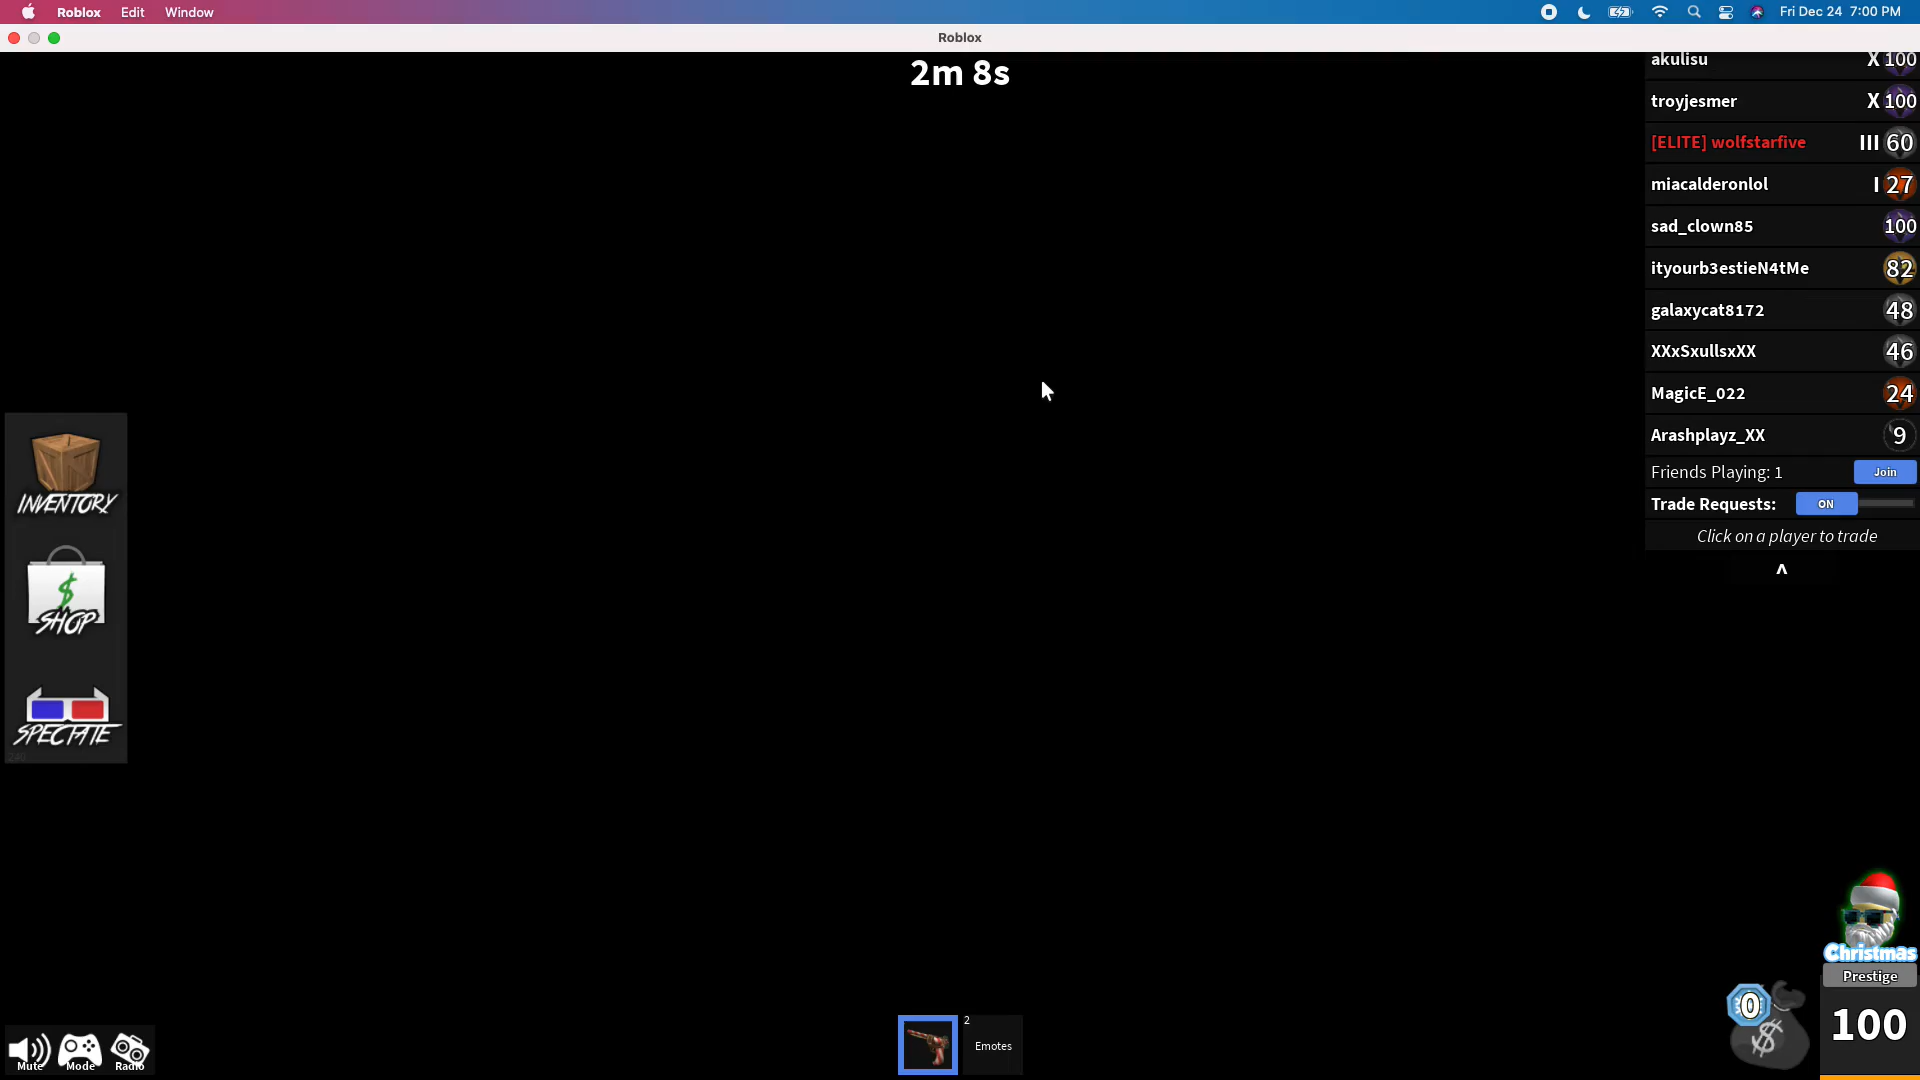 Roblox Edit Window Fri Dec 24 7:00 PM
Roblox
2m 8s
akulisu X 100
troyjesmer X 100
[ELITE] wolfstarfive III 60
miacalderonlol I 27
sad_clown85 100
ityourb3estieN4tMe 82
galaxycat8172 48
XXxSxullsxXX 46
MagicE_022 24
Arashplayz_XX 9
Friends Playing: 1 Join
Trade Requests: ON
Click on a player to trade
^
INVENTORY
$
SHOP
SPECTATE
240
Christmas
Prestige
0
$
100
2
Emotes
Mute Mode Radio